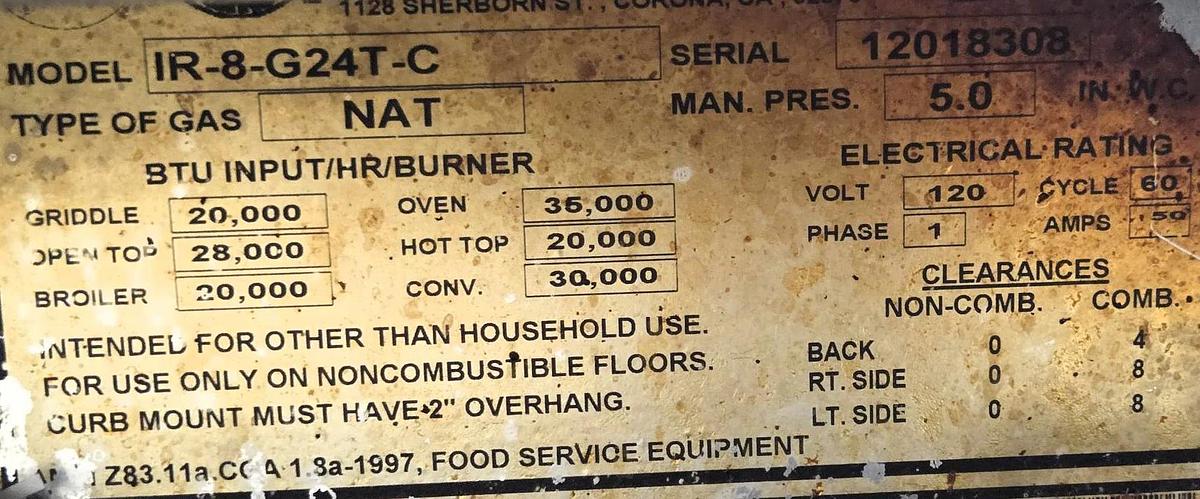 1128 SHERBORN ST., CORONA, CA
MODEL IR-8-G24T-C SERIAL 12018308
TYPE OF GAS NAT MAN. PRES. 5.0 IN. W.C.
BTU INPUT/HR/BURNER ELECTRICAL RATING
GRIDDLE 20,000 OVEN 35,000 VOLT 120 CYCLE 60
OPEN TOP 28,000 HOT TOP 20,000 PHASE 1 AMPS
BROILER 20,000 CONV. 30,000 CLEARANCES
NON-COMB. COMB.
INTENDED FOR OTHER THAN HOUSEHOLD USE. BACK 0 4
FOR USE ONLY ON NONCOMBUSTIBLE FLOORS. RT. SIDE 0 8
CURB MOUNT MUST HAVE 2" OVERHANG. LT. SIDE 0 8
Z83.11a. 1.8a-1997, FOOD SERVICE EQUIPMENT